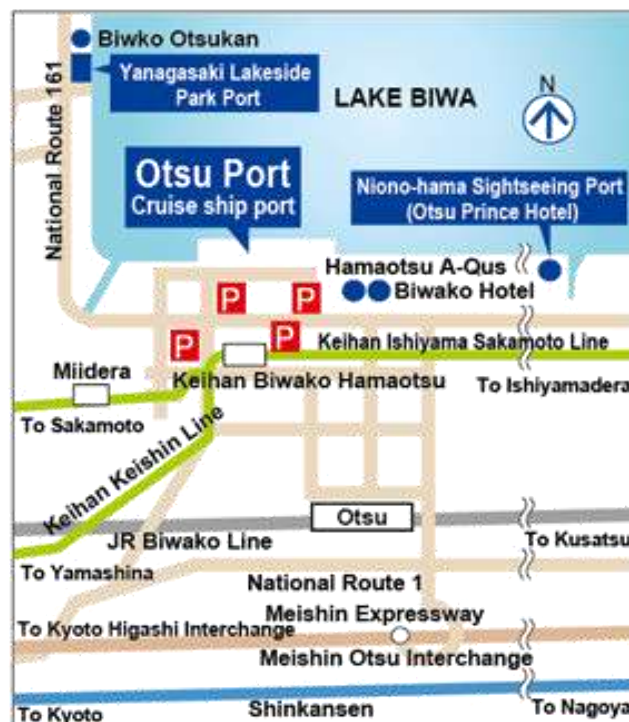 Biwko Otsukan
Yanagasaki Lakeside
Park Port
LAKE BIWA
N
National Route 161
Otsu Port
Cruise ship port
Niono-hama Sightseeing Port
(Otsu Prince Hotel)
Hamaotsu A-Qus
Biwako Hotel
P
P
P
P
Keihan Ishiyama Sakamoto Line
Miidera
Keihan Biwako Hamaotsu
To Ishiyamadera
To Sakamoto
Keihan Keishin Line
Otsu
JR Biwako Line
To Kusatsu
To Yamashina
National Route 1
Meishin Expressway
To Kyoto Higashi Interchange
Meishin Otsu Interchange
To Kyoto
Shinkansen
To Nagoya